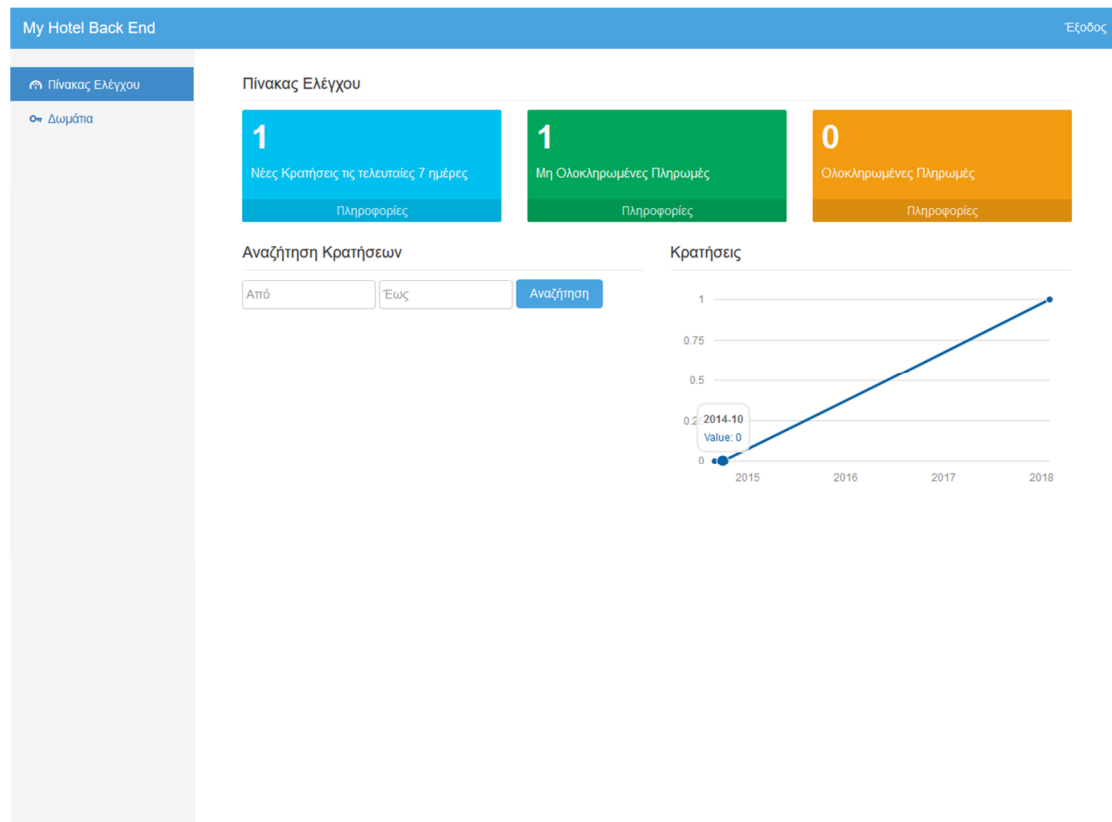 My Hotel Back End
Έξοδος
Πίνακας Ελέγχου
Δωμάτια
Πίνακας Ελέγχου
1
Νέες Κρατήσεις τις τελευταίες 7 ημέρες
Πληροφορίες
1
Μη Ολοκληρωμένες Πληρωμές
Πληροφορίες
0
Ολοκληρωμένες Πληρωμές
Πληροφορίες
Αναζήτηση Κρατήσεων
Από
Έως
Αναζήτηση
Κρατήσεις
1
0.75
0.5
0.2
2014-10
Value: 0
0
2015 2016 2017 2018